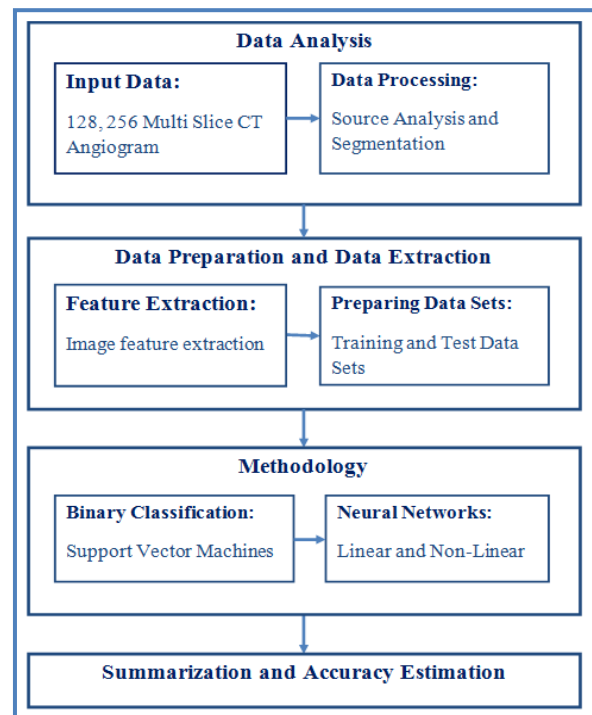 Data Analysis
Input Data:
128, 256 Multi Slice CT
Angiogram
Data Processing:
Source Analysis and
Segmentation
Data Preparation and Data Extraction
Feature Extraction:
Image feature extraction
Preparing Data Sets:
Training and Test Data
Sets
Methodology
Binary Classification:
Support Vector Machines
Neural Networks:
Linear and Non-Linear
Summarization and Accuracy Estimation